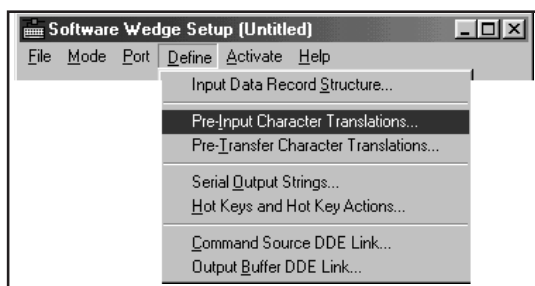 Software Wedge Setup (Untitled)
File Mode Port Define Activate Help
Input Data Record Structure...
Pre-Input Character Translations...
Pre-Transfer Character Translations...
Serial Output Strings...
Hot Keys and Hot Key Actions...
Command Source DDE Link...
Output Buffer DDE Link...